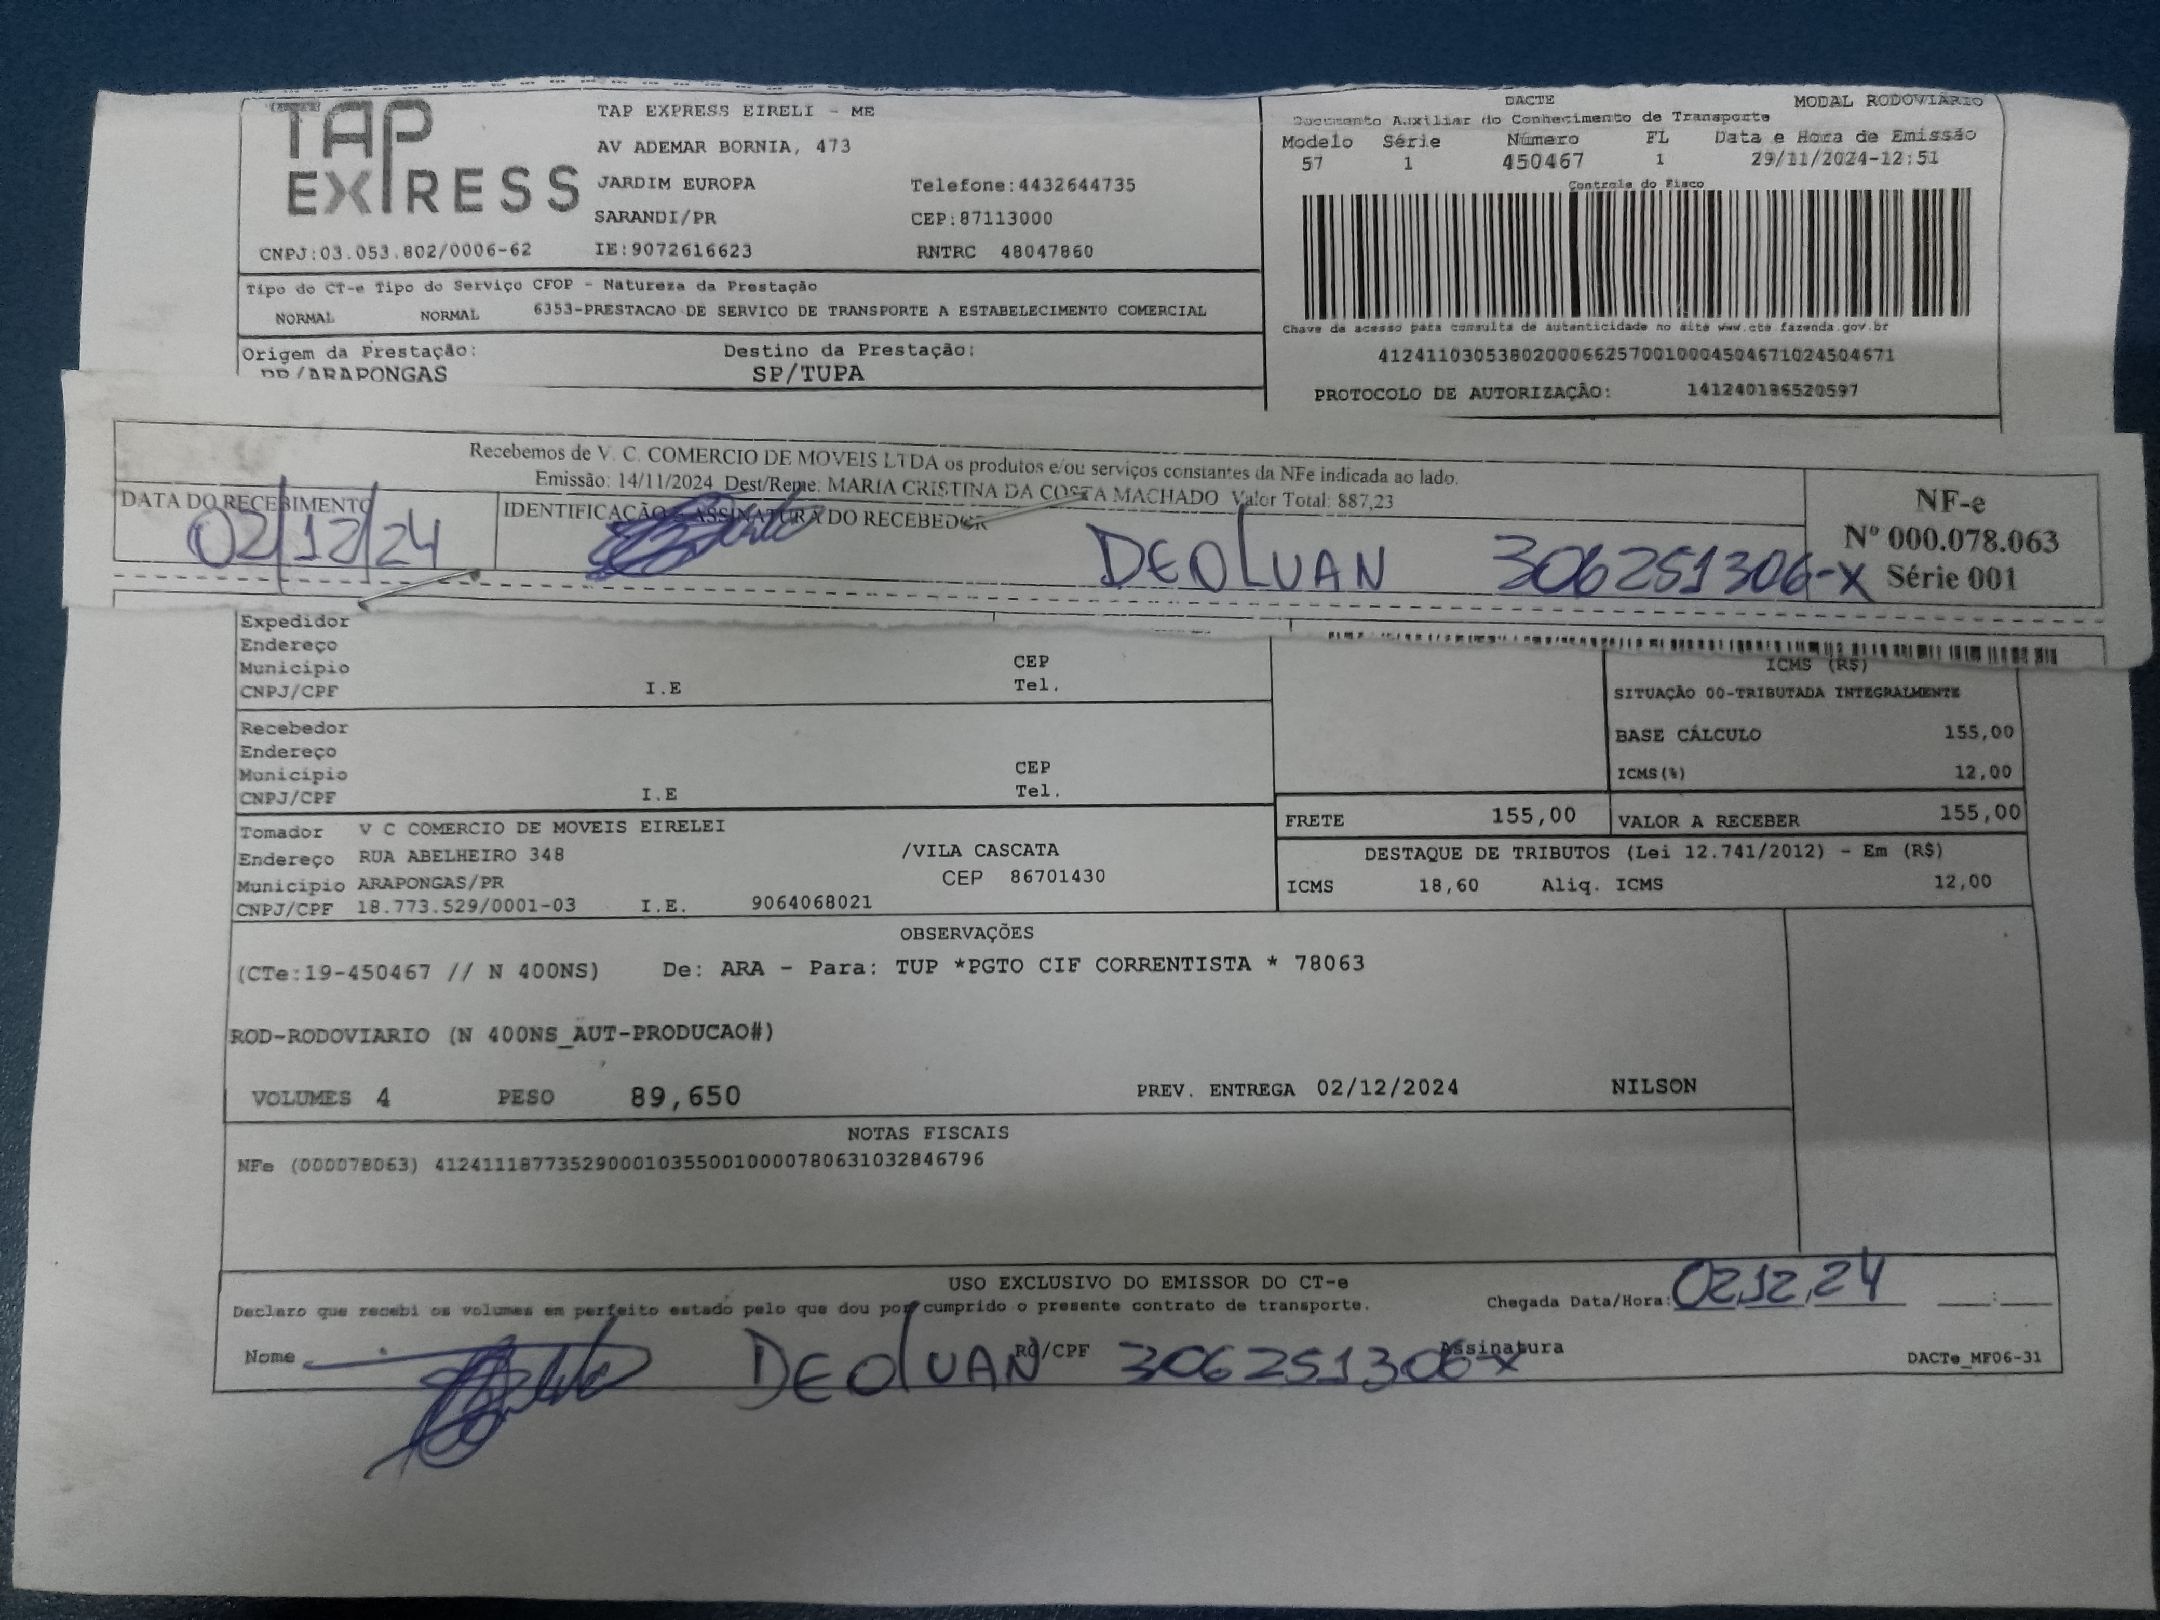 TAP EXPRESS
TAP EXPRESS EIRELI - ME
AV ADEMAR BORNIA, 473
JARDIM EUROPA Telefone:4432644735
SARANDI/PR CEP:87113000
CNPJ:03.053.802/0006-62 IE:9072616623 RNTRC 48047860
DACTE MODAL RODOVIÁRIO
Documento Auxiliar do Conhecimento de Transporte
Modelo Série Número FL Data e Hora de Emissão
57 1 450467 1 29/11/2024-12:51
Controle do Fisco
Chave de acesso para consulta de autenticidade no site www.cte.fazenda.gov.br
41241103053802000662570010004504671024504671
PROTOCOLO DE AUTORIZAÇÃO: 141240186520597
Tipo do CT-e Tipo do Serviço CFOP - Natureza da Prestação
NORMAL NORMAL 6353-PRESTACAO DE SERVICO DE TRANSPORTE A ESTABELECIMENTO COMERCIAL
Origem da Prestação: Destino da Prestação:
PR/ARAPONGAS SP/TUPA
Recebemos de V. C. COMERCIO DE MOVEIS LTDA os produtos e/ou serviços constantes da NFe indicada ao lado.
Emissão: 14/11/2024 Dest/Reme: MARIA CRISTINA DA COSTA MACHADO Valor Total: 887,23
DATA DO RECEBIMENTO IDENTIFICAÇÃO E ASSINATURA DO RECEBEDOR
02/12/24 DEOLUAN 306251306-X
NF-e
Nº 000.078.063
Série 001
Expedidor
Endereço
Município CEP
CNPJ/CPF I.E Tel.
Recebedor
Endereço
Município CEP
CNPJ/CPF I.E Tel.
ICMS (R$)
SITUAÇÃO 00-TRIBUTADA INTEGRALMENTE
BASE CÁLCULO 155,00
ICMS(%) 12,00
FRETE 155,00 VALOR A RECEBER 155,00
Tomador V C COMERCIO DE MOVEIS EIRELEI
Endereço RUA ABELHEIRO 348 /VILA CASCATA
Município ARAPONGAS/PR CEP 86701430
CNPJ/CPF 18.773.529/0001-03 I.E. 9064068021
DESTAQUE DE TRIBUTOS (Lei 12.741/2012) - Em (R$)
ICMS 18,60 Aliq. ICMS 12,00
OBSERVAÇÕES
(CTe:19-450467 // N 400NS) De: ARA - Para: TUP *PGTO CIF CORRENTISTA * 78063
ROD-RODOVIARIO (N 400NS_AUT-PRODUCAO#)
VOLUMES 4 PESO 89,650 PREV. ENTREGA 02/12/2024 NILSON
NOTAS FISCAIS
NFe (000078063) 41241118773529000103550010000780631032846796
USO EXCLUSIVO DO EMISSOR DO CT-e
Declaro que recebi os volumes em perfeito estado pelo que dou por cumprido o presente contrato de transporte. Chegada Data/Hora: 02.12.24 :
Nome DEOLUAN RG/CPF 306251306-X Assinatura DACTe_MF06-31